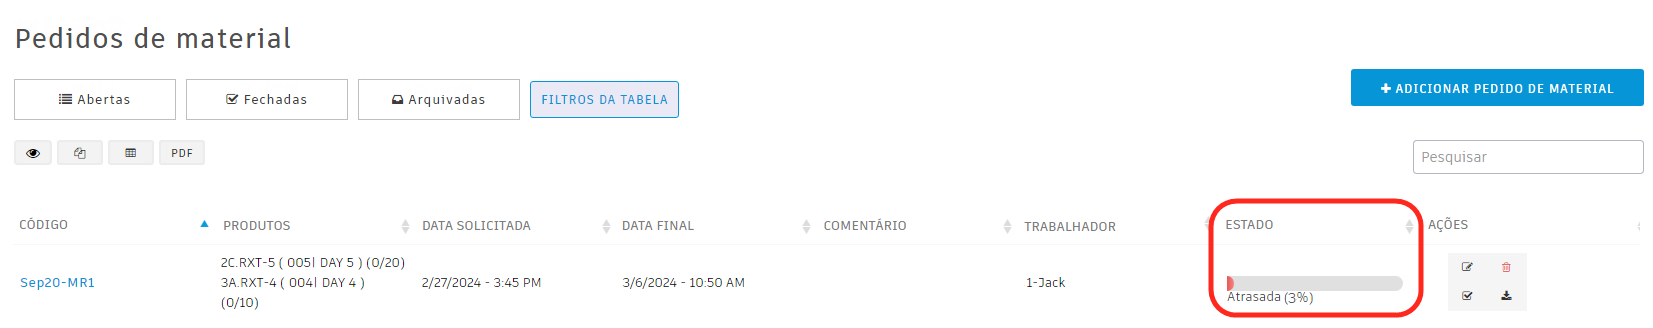 Pedidos de material
Abertas
Fechadas
Arquivadas
FILTROS DA TABELA
ADICIONAR PEDIDO DE MATERIAL
PDF
Pesquisar
CÓDIGO PRODUTOS DATA SOLICITADA DATA FINAL COMENTÁRIO TRABALHADOR ESTADO AÇÕES
2C.RXT-5 ( 005| DAY 5 ) (0/20)
Sep20-MR1 3A.RXT-4 ( 004| DAY 4 ) 2/27/2024 - 3:45 PM 3/6/2024 - 10:50 AM 1-Jack
(0/10)
Atrasada (3%)